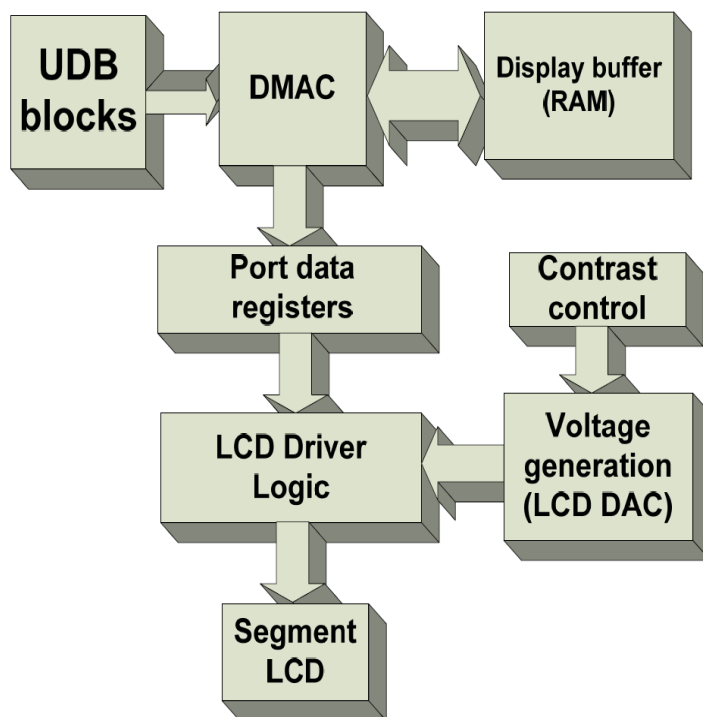 UDB
blocks
DMAC
Display buffer
(RAM)
Port data
registers
Contrast
control
LCD Driver
Logic
Voltage
generation
(LCD DAC)
Segment
LCD